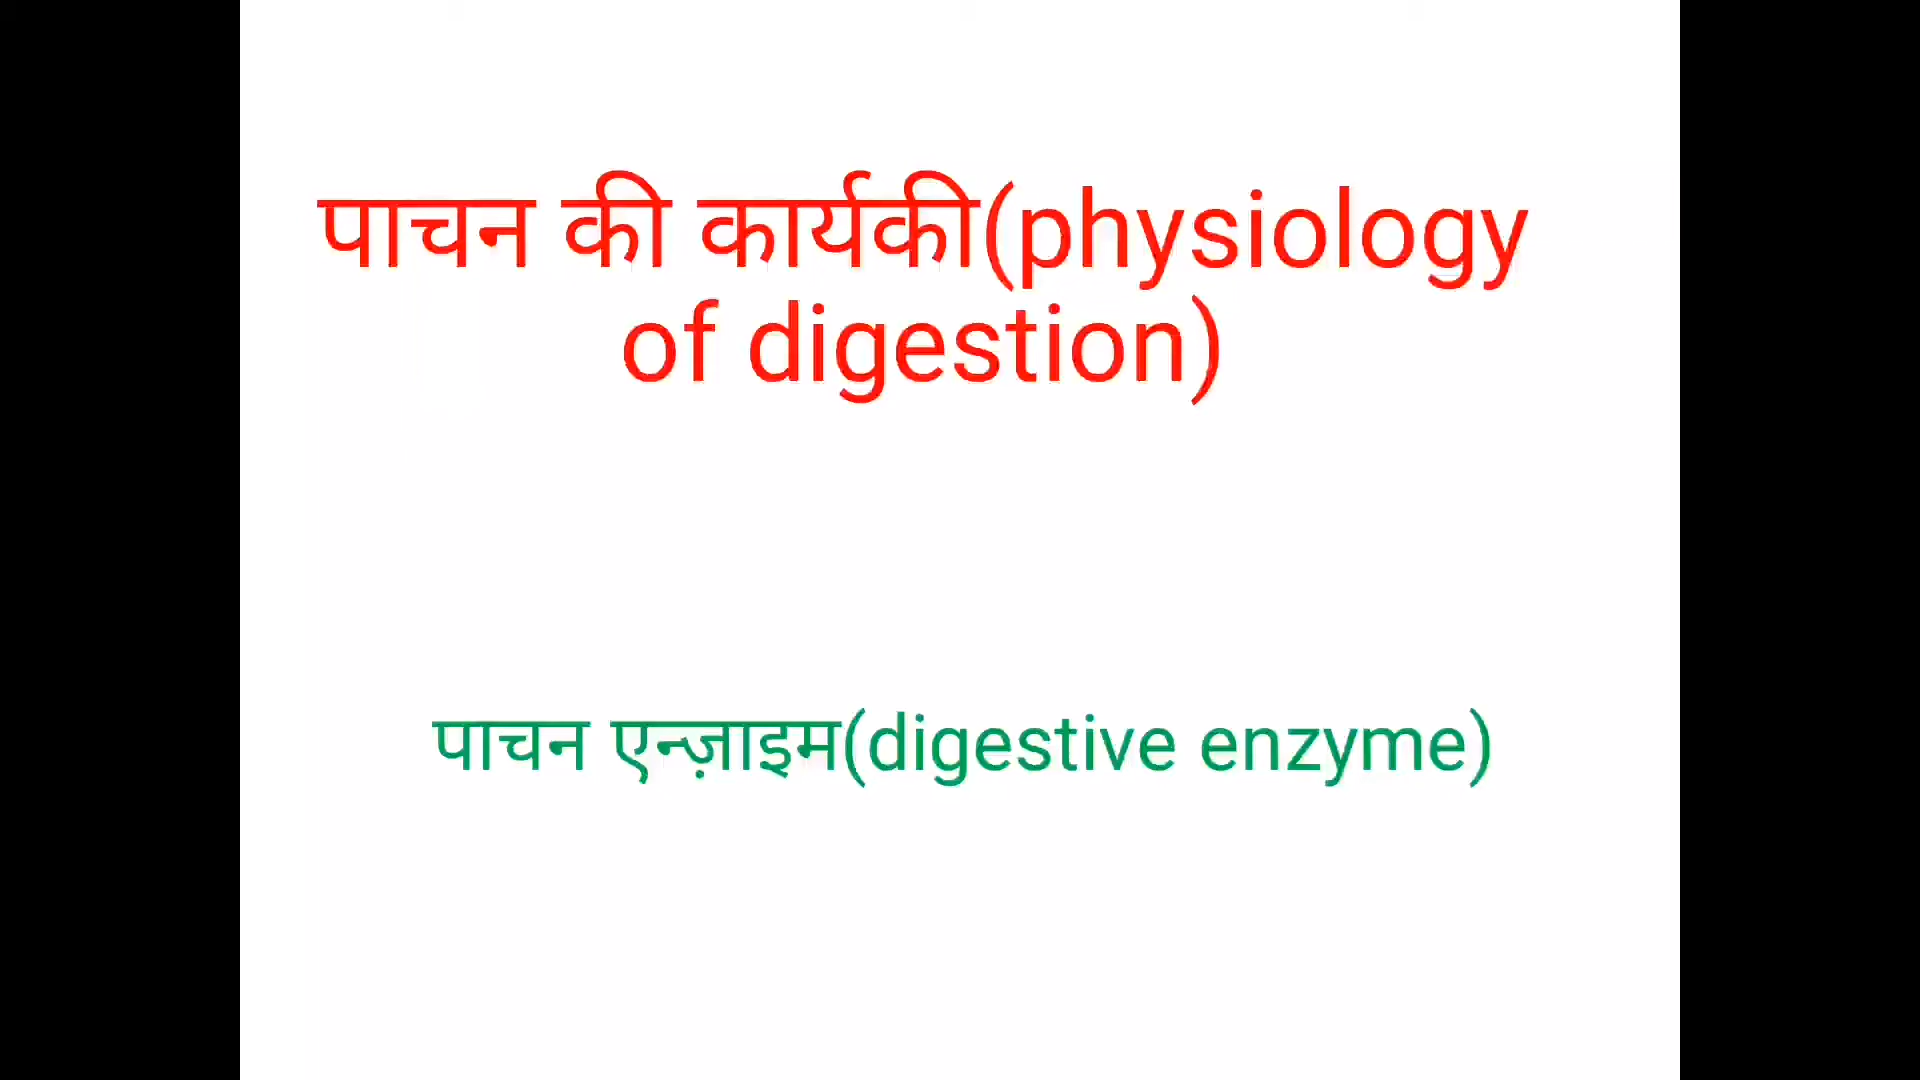 पाचन की कार्यकी(physiology
of digestion)
पाचन एन्ज़ाइम(digestive enzyme)